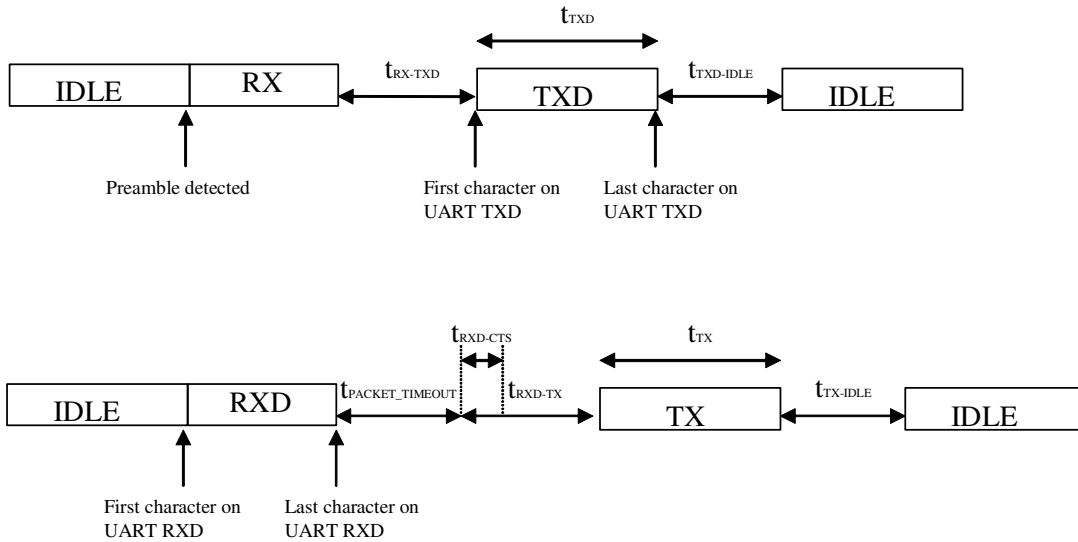 tTXD
IDLE
RX
tRX-TXD
TXD
tTXD-IDLE
IDLE
Preamble detected
First character on
UART TXD
Last character on
UART TXD
tRXD-CTS
tTX
IDLE
RXD
tPACKET_TIMEOUT
tRXD-TX
TX
tTX-IDLE
IDLE
First character on
UART RXD
Last character on
UART RXD